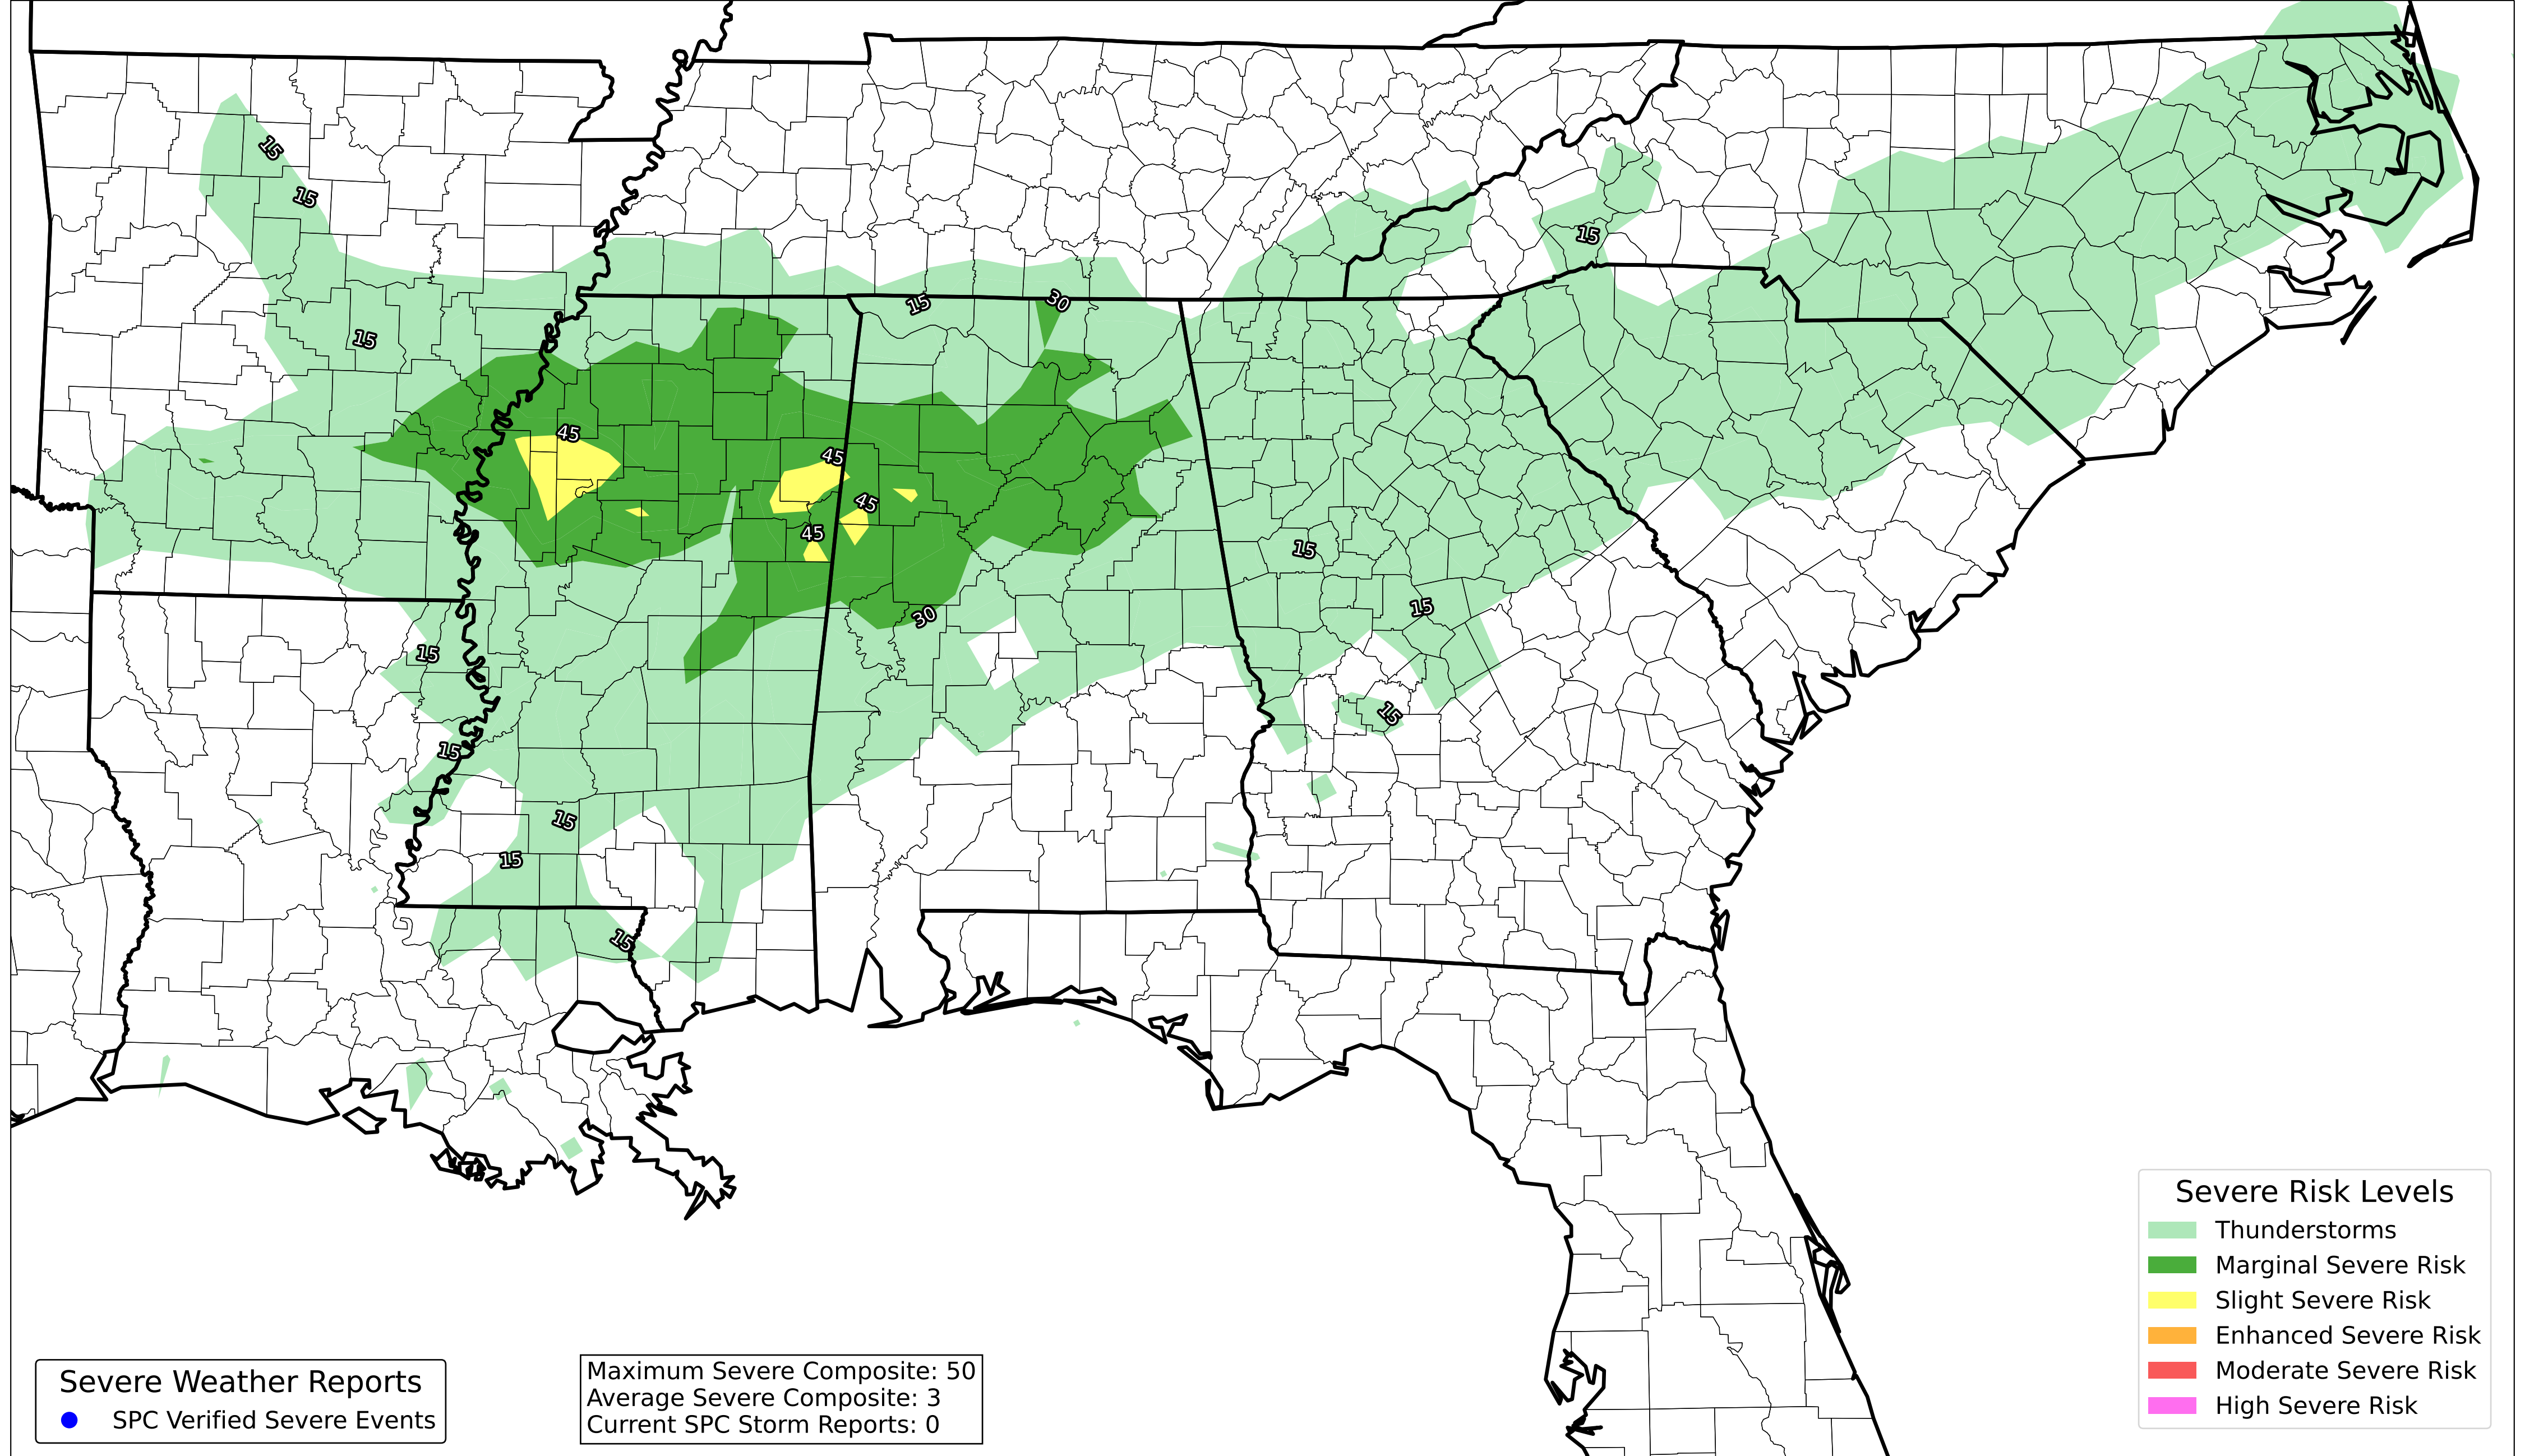 15
15
15
30
15
15
45
45
45
45
15
15
30
15
15
15
15
15
15
Severe Risk Levels
Thunderstorms
Marginal Severe Risk
Slight Severe Risk
Enhanced Severe Risk
Moderate Severe Risk
High Severe Risk
Severe Weather Reports
SPC Verified Severe Events
Maximum Severe Composite: 50
Average Severe Composite: 3
Current SPC Storm Reports: 0